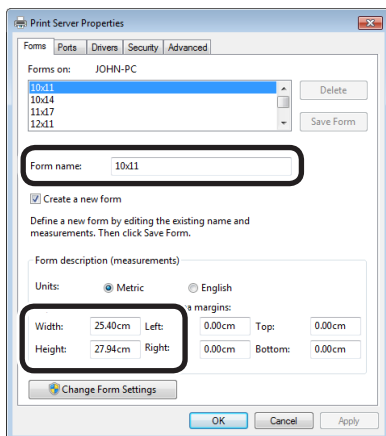 Print Server Properties
Forms Ports Drivers Security Advanced
Forms on: JOHN-PC
10x11
10x14
11x17
12x11
Delete
Save Form
Form name: 10x11
Create a new form
Define a new form by editing the existing name and
measurements. Then click Save Form.
Form description (measurements)
Units: Metric English
margins:
Width: 25.40cm Left: 0.00cm Top: 0.00cm
Height: 27.94cm Right: 0.00cm Bottom: 0.00cm
Change Form Settings
OK Cancel Apply